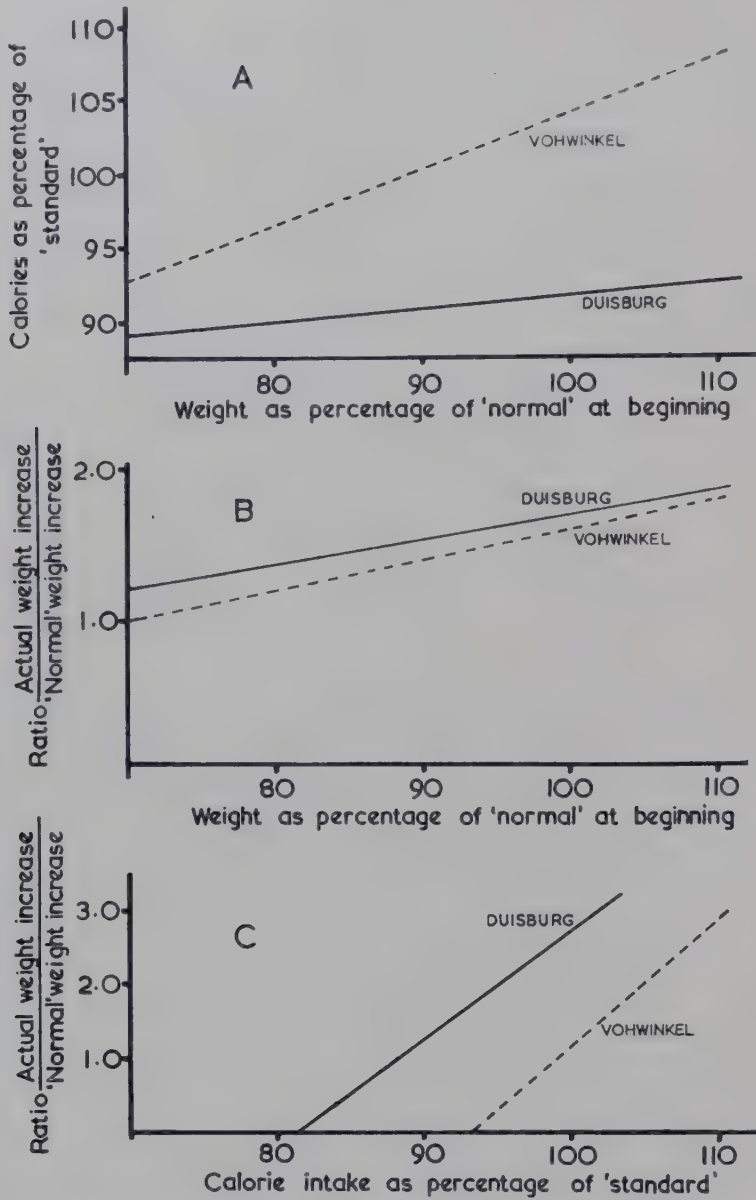 Calories as percentage of
'standard'
110
105
100
95
90
A
VOHWINKEL
DUISBURG
80
90
100
110
Weight as percentage of 'normal' at beginning
Ratio Actual weight increase
'Normal' weight increase
2.0
1.0
B
DUISBURG
VOHWINKEL
80
90
100
110
Weight as percentage of 'normal' at beginning
Ratio Actual weight increase
'Normal' weight increase
3.0
2.0
1.0
C
DUISBURG
VOHWINKEL
80
90
100
110
Calorie intake as percentage of 'standard'